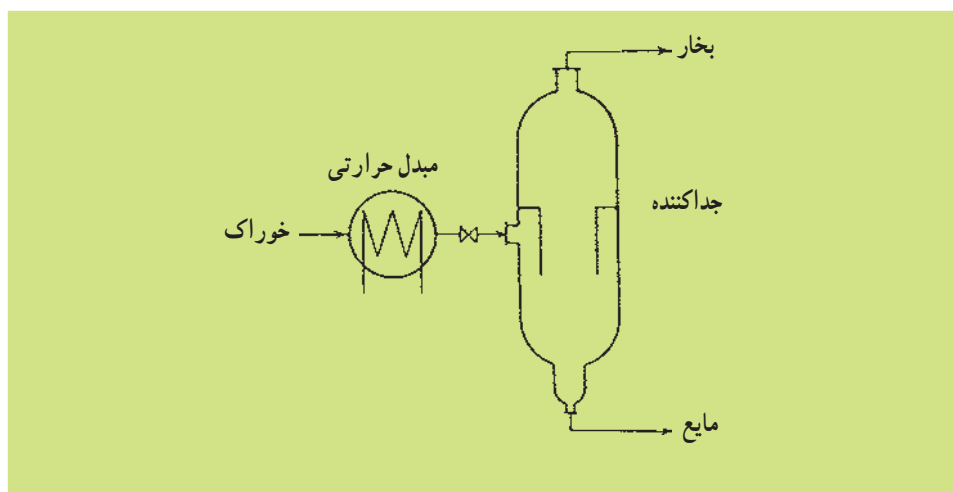 بخار
مبدل حرارتی
جداکننده
خوراک
مایع